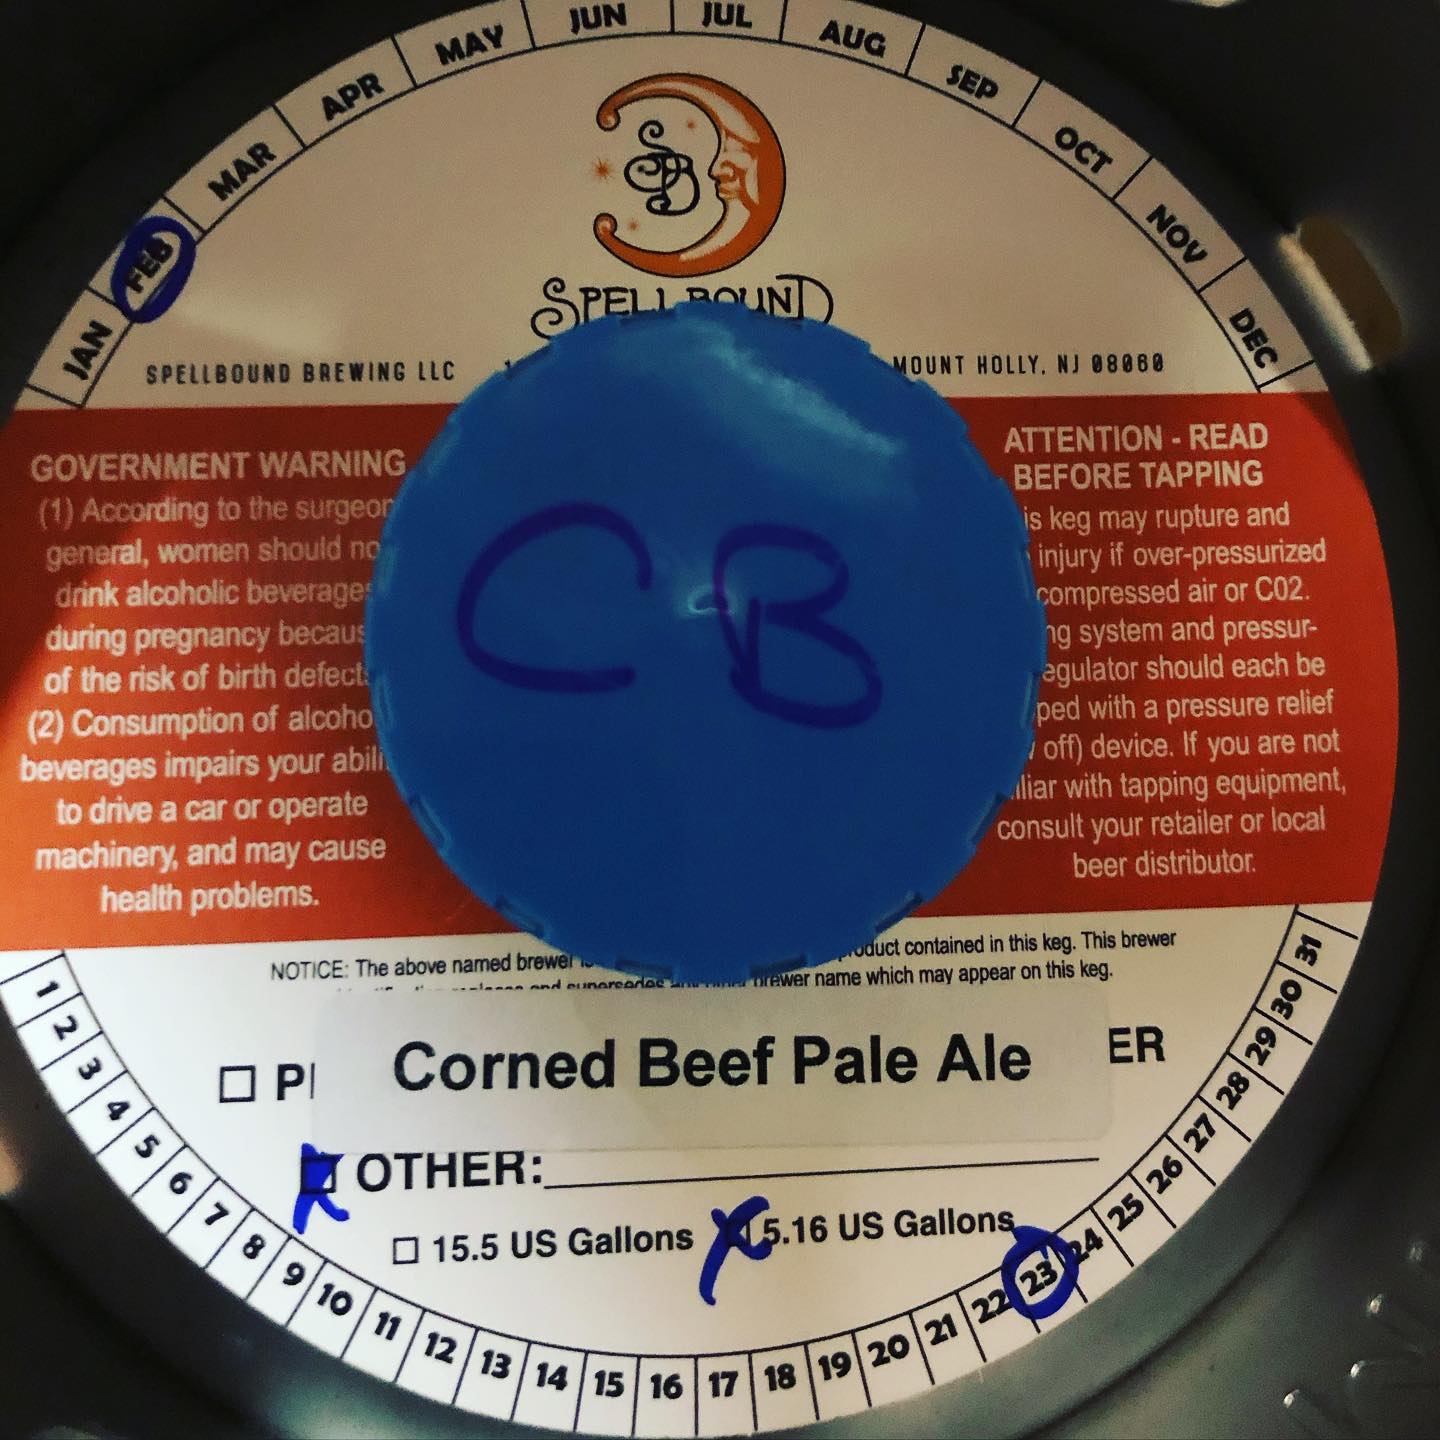 JAN FEB MAR APR MAY JUN JUL AUG SEP OCT NOV DEC
SB
SPELLBOUND
SPELLBOUND BREWING LLC
MOUNT HOLLY, NJ 08060
GOVERNMENT WARNING
(1) According to the surgeon
general, women should no
drink alcoholic beverages
during pregnancy becaus
of the risk of birth defect
(2) Consumption of alcoho
beverages impairs your abili
to drive a car or operate
machinery, and may cause
health problems.
CB
ATTENTION - READ
BEFORE TAPPING
is keg may rupture and
injury if over-pressurized
compressed air or C02.
ng system and pressur-
egulator should each be
ped with a pressure relief
off) device. If you are not
iliar with tapping equipment,
consult your retailer or local
beer distributor.
NOTICE: The above named brewer oduct contained in this keg. This brewer
and supersedes brewer name which may appear on this keg.
Corned Beef Pale Ale
ER
OTHER:
15.5 US Gallons 5.16 US Gallons
1 2 3 4 5 6 7 8 9 10 11 12 13 14 15 16 17 18 19 20 21 22 23 24 25 26 27 28 29 30 31